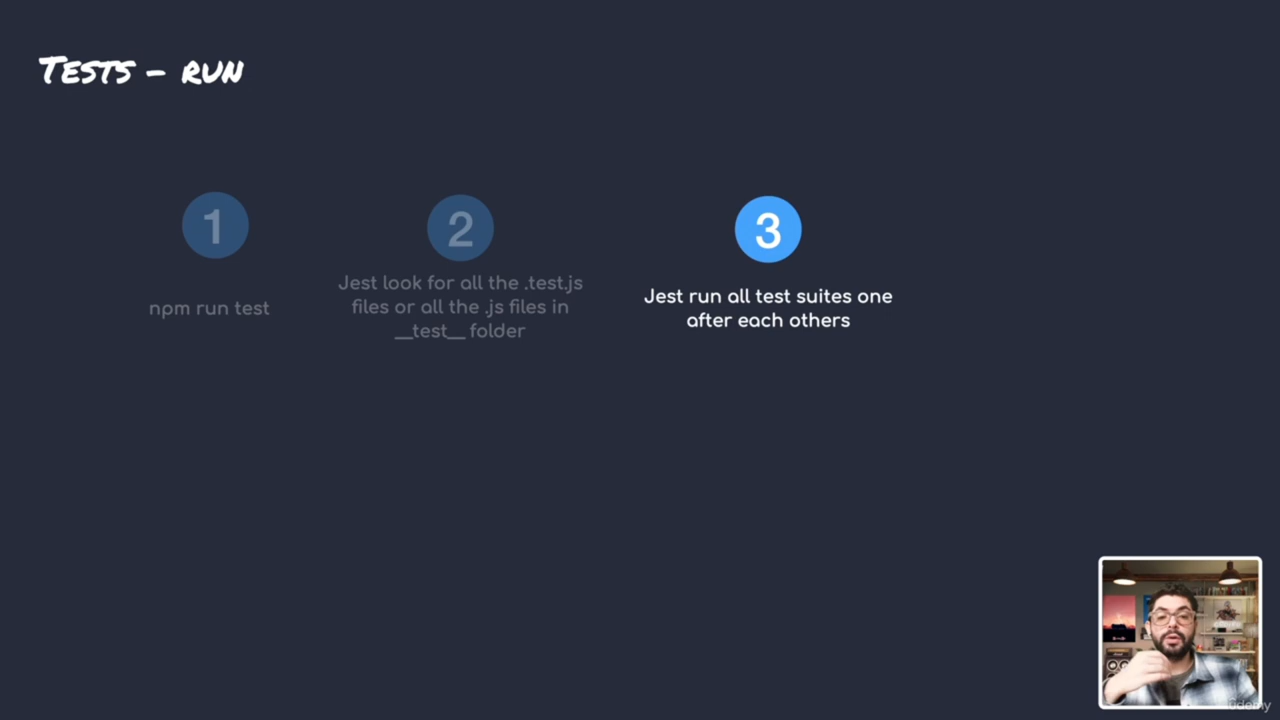 Tests - run
1
2
3
npm run test
Jest look for all the .test.js
files or all the .js files in
__test__ folder
Jest run all test suites one
after each others
udemy